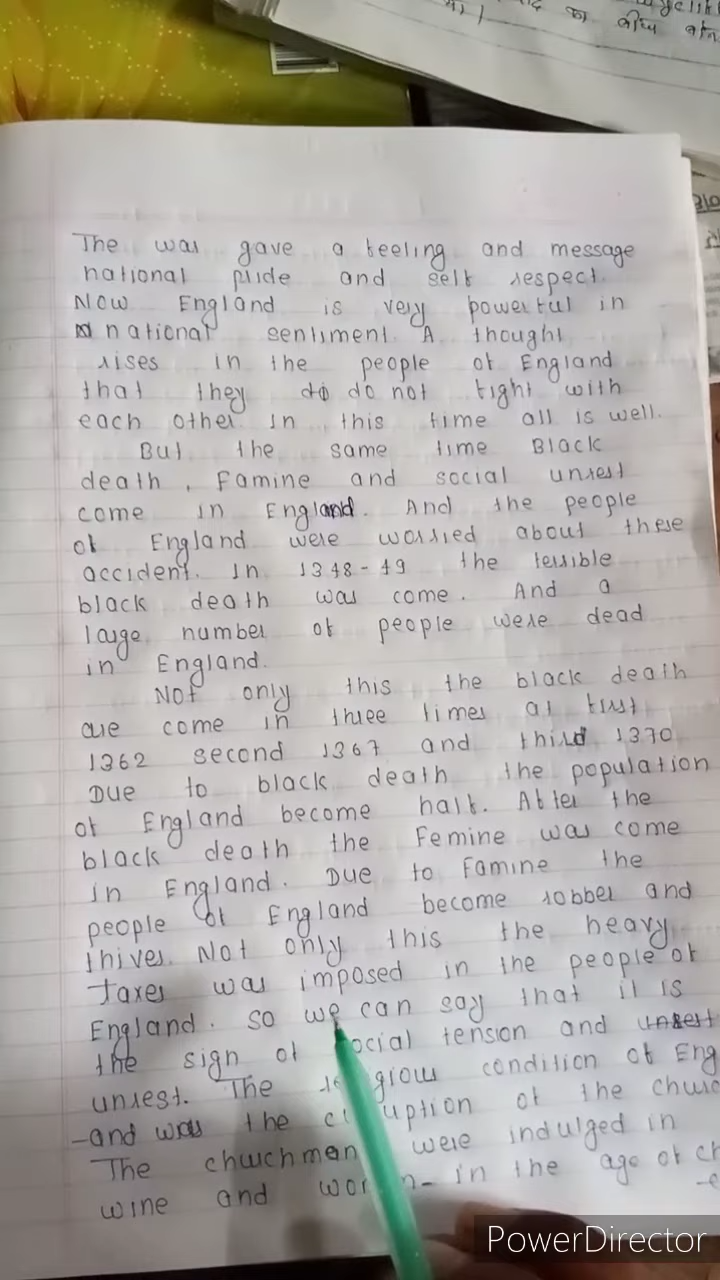 The was gave a feeling and message
national pride and self respect.
Now England is very powerful in
national sentiment. A thought
rises in the people of England
that they do do not fight with
each other. In this time all is well.
But the same time Black
death, Famine and social unrest
come in England. And the people
of England were worried about these
accident. In 1348-49 the terrible
black death was come. And a
large number of people were dead
in England.
Not only this the black death
are come in three times at first
1362 second 1367 and third 1370
Due to black death the population
of England become half. After the
black death the Femine was come
in England. Due to Famine the
people of England become robber and
thives. Not only this the heavy
taxes was imposed in the people of
England. So we can say that it is
the sign of social tension and unrest
unrest. The religious condition of Eng
-and was the corruption of the churc
The churchman were indulged in
wine and in the age of ch
PowerDirector